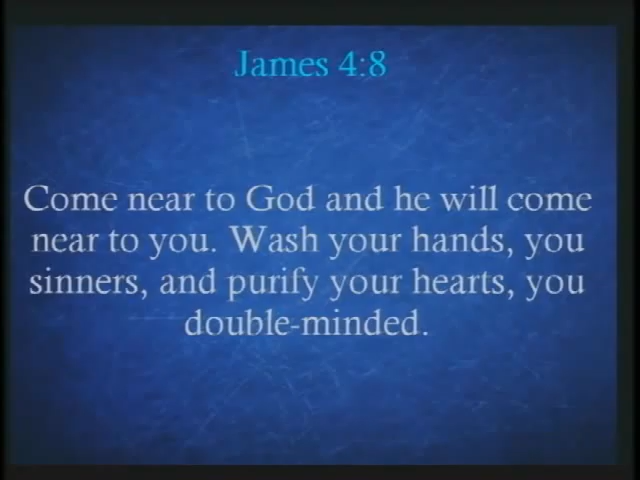 James 4:8
Come near to God and he will come
near to you. Wash your hands, you
sinners, and purify your hearts, you
double-minded.